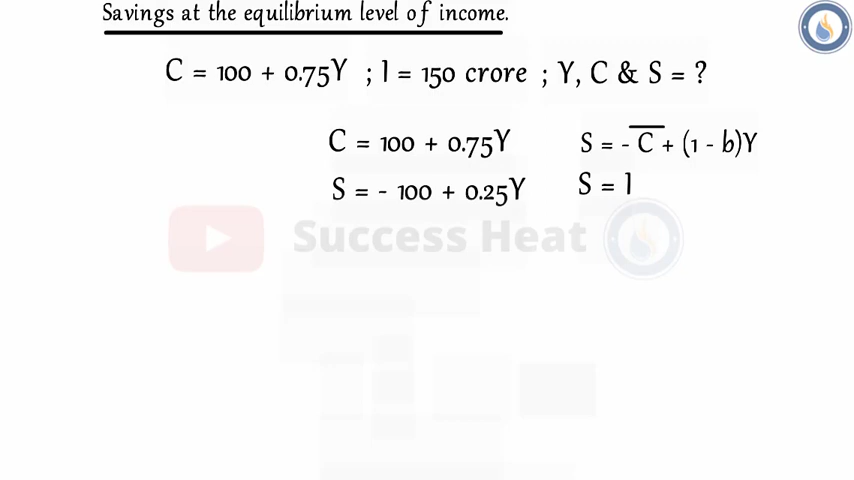 Savings at the equilibrium level of income.
C = 100 + 0.75Y ; I = 150 crore ; Y, C & S = ?
C = 100 + 0.75Y
S = - C̅ + (1 - b)Y
S = - 100 + 0.25Y
S = I
Success Heat